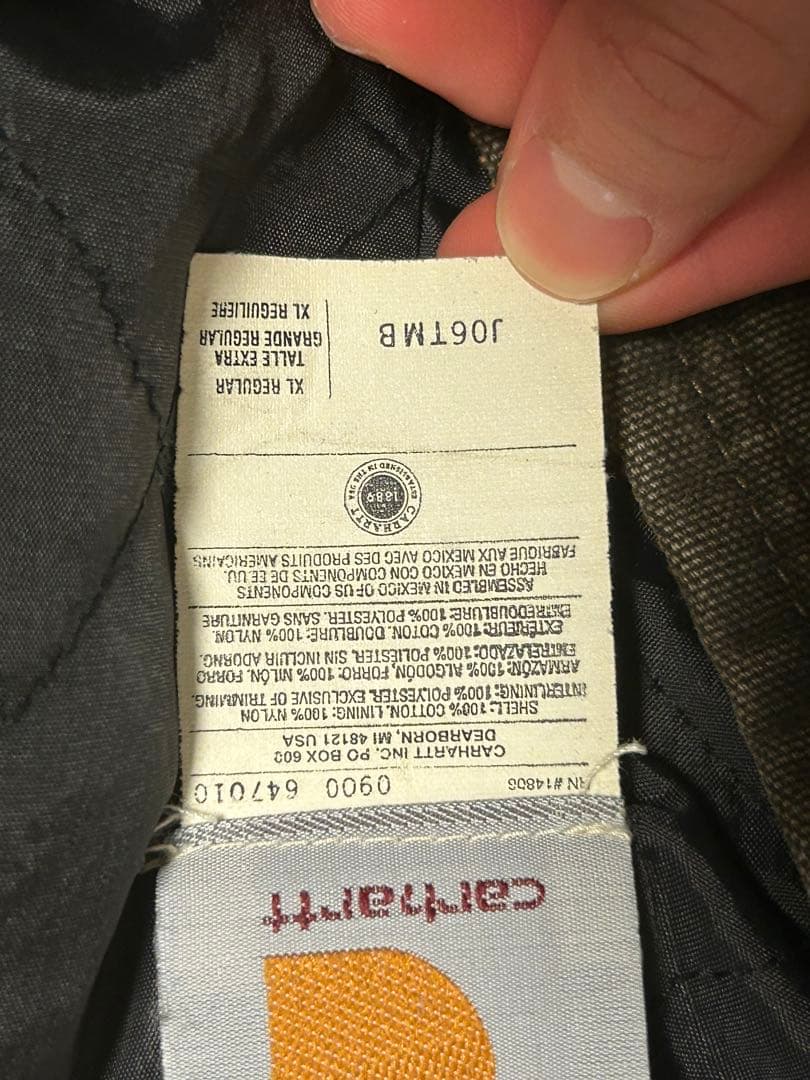 carhartt
RN #14806 0900 647010
CARHARTT INC. PO BOX 600
DEARBORN, MI 48121 USA
SHELL: 100% COTTON. LINING: 100% NYLON
INTERLINING: 100% POLYESTER. EXCLUSIVE OF TRIMMING.
ARMAZÓN: 100% ALGODÓN, FORRO: 100% NILÓN. FORRO
ENTRELAZADO: 100% POLIESTER. SIN INCLUIR ADORNO.
EXTÉRIEUR: 100% COTON. DOUBLURE: 100% NYLON.
ENTREDOUBLURE: 100% POLYESTER. SANS GARNITURE
ASSEMBLED IN MEXICO OF US COMPONENTS
HECHO EN MEXICO CON COMPONENTS DE EE.UU.
FABRIQUE AUX MEXICO AVEC DES PRODUITS AMERICAINS
CARHARTT
1889
ESTABLISHED IN THE USA
J06TMB
XL REGULAR
TALLE EXTRA
GRANDE REGULAR
XL REGULIERE